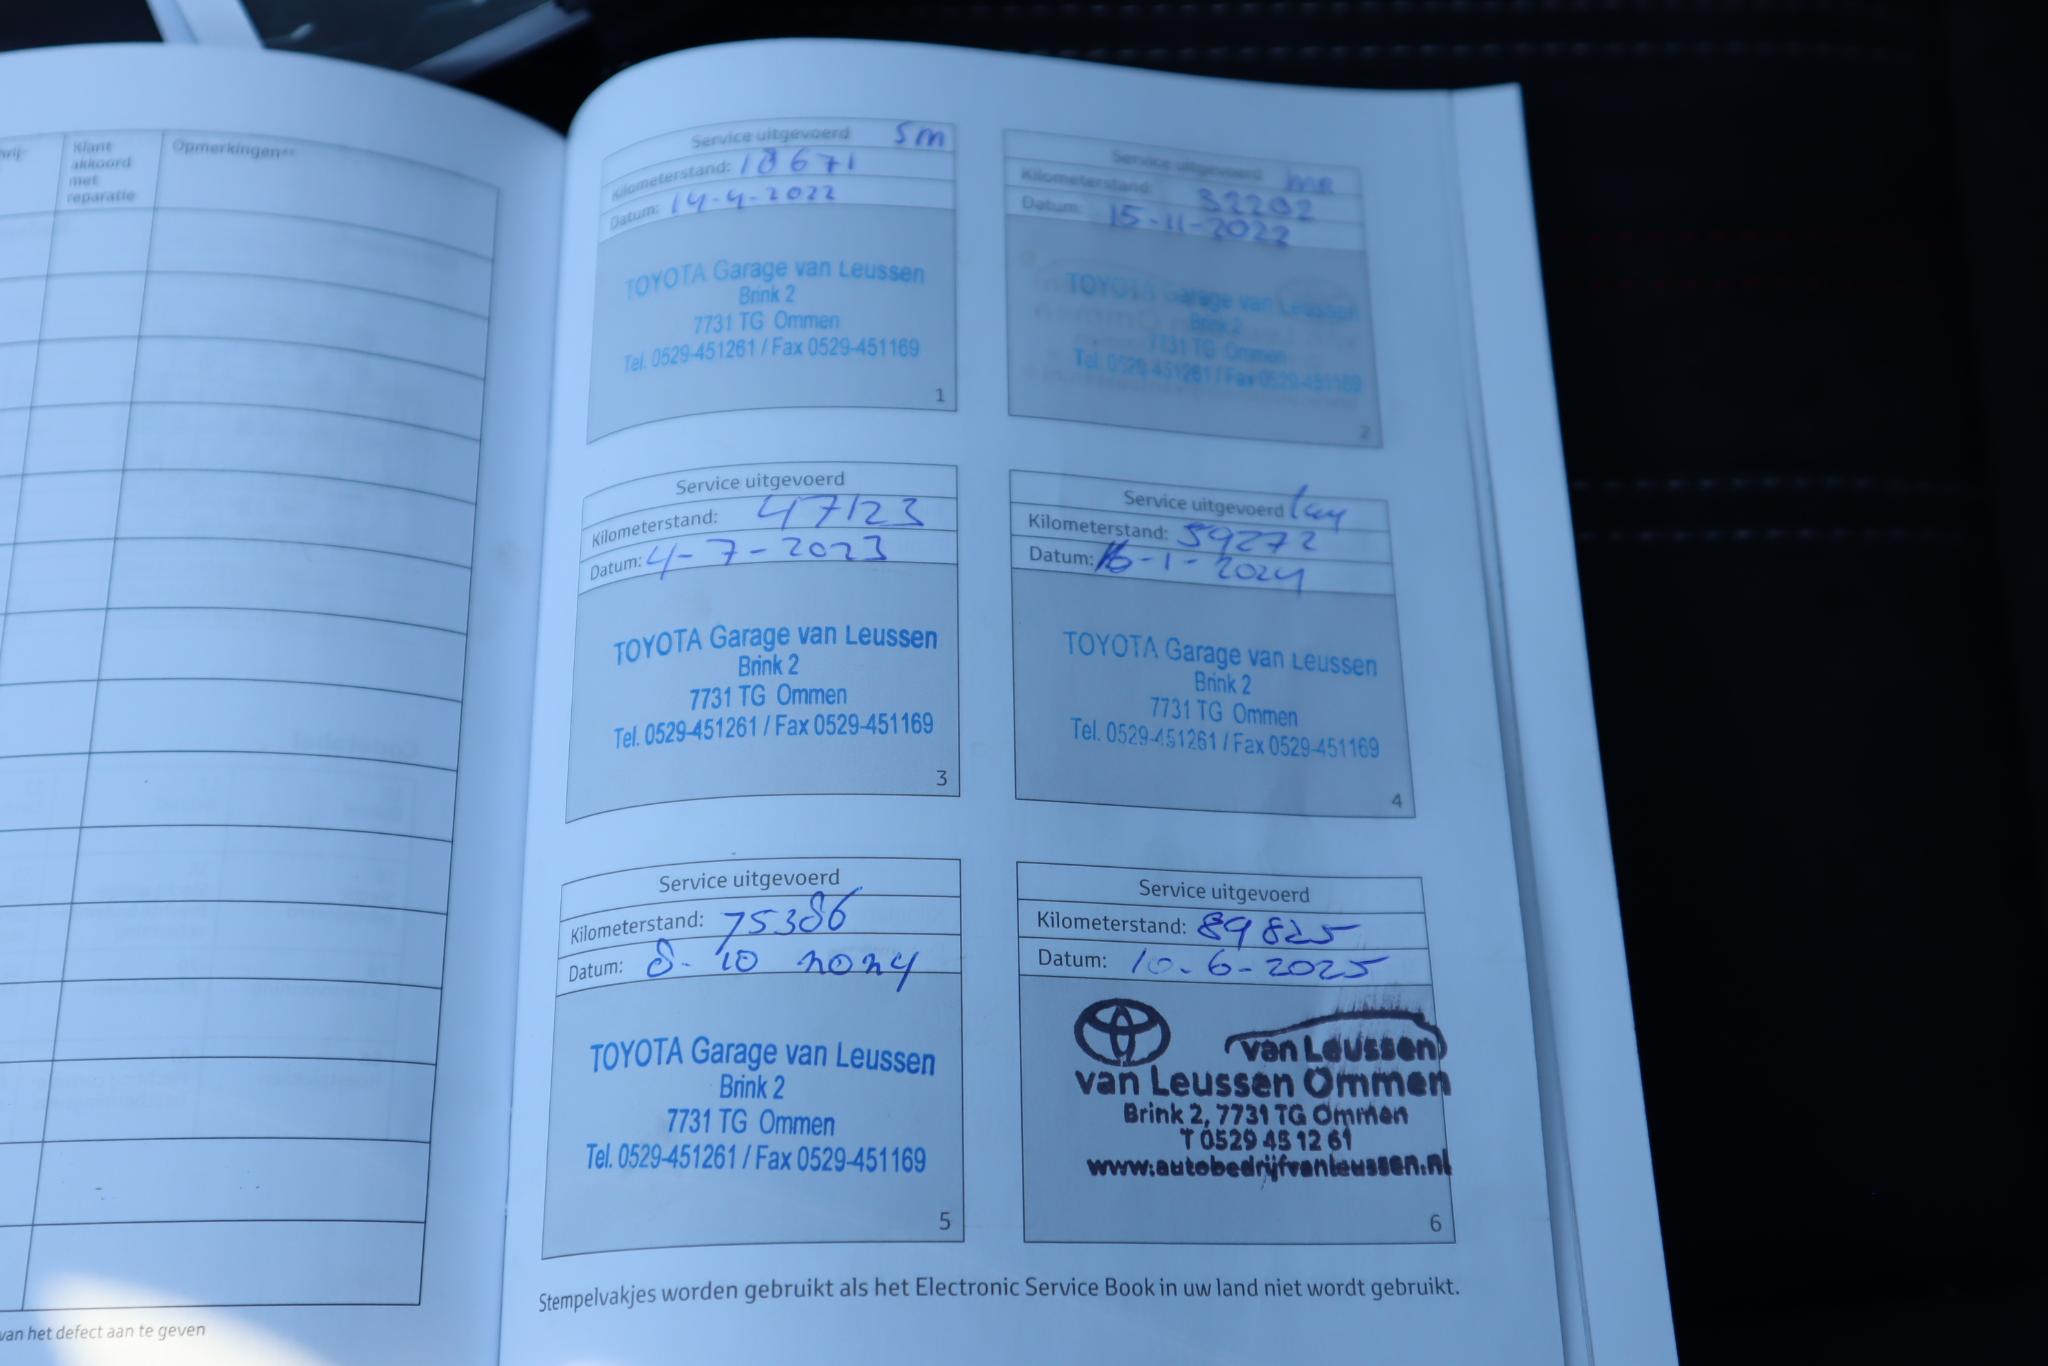 Klant
akkoord
met
reparatie
Opmerkingen**
van het defect aan te geven
Service uitgevoerd sm
Kilometerstand: 18671
Datum: 14-4-2022
TOYOTA Garage van Leussen
Brink 2
7731 TG Ommen
Tel. 0529-451261 / Fax 0529-451169
1
Service uitgevoerd
Kilometerstand: 32202
Datum: 15-11-2022
TOYOTA Garage van Leussen
Brink 2
7731 TG Ommen
Tel. 0529-451261 / Fax 0529-451169
2
Service uitgevoerd
Kilometerstand: 47123
Datum: 4-7-2023
TOYOTA Garage van Leussen
Brink 2
7731 TG Ommen
Tel. 0529-451261 / Fax 0529-451169
3
Service uitgevoerd
Kilometerstand: 59272
Datum: 16-1-2024
TOYOTA Garage van Leussen
Brink 2
7731 TG Ommen
Tel. 0529-451261 / Fax 0529-451169
4
Service uitgevoerd
Kilometerstand: 75386
Datum: 8-10 2024
TOYOTA Garage van Leussen
Brink 2
7731 TG Ommen
Tel. 0529-451261 / Fax 0529-451169
5
Service uitgevoerd
Kilometerstand: 89825
Datum: 10-6-2025
van Leussen
van Leussen Ommen
Brink 2, 7731 TG Ommen
T 0529 45 12 61
www.autobedrijfvanleussen.nl
6
Stempelvakjes worden gebruikt als het Electronic Service Book in uw land niet wordt gebruikt.